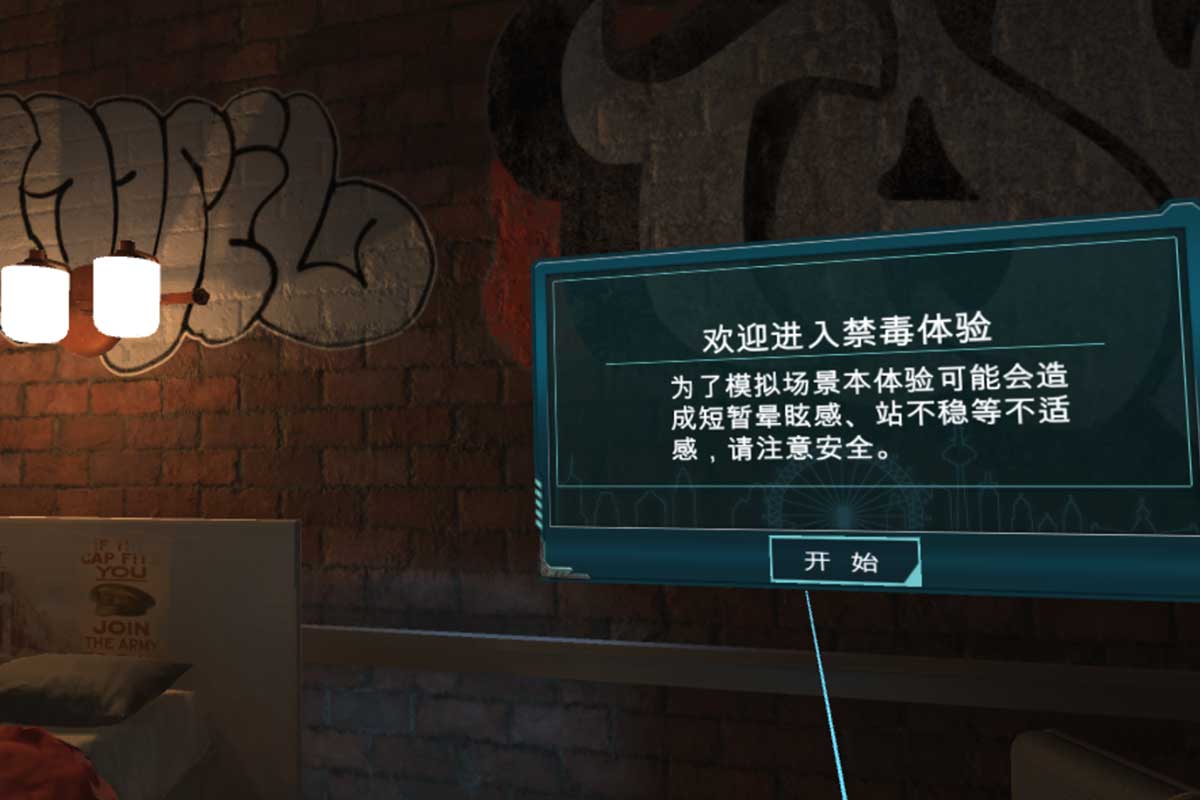 欢迎进入禁毒体验
为了模拟场景本体验可能会造
成短暂晕眩感、站不稳等不适
感，请注意安全。
开 始
IF THE
CAP FIT
YOU
JOIN
THE ARMY